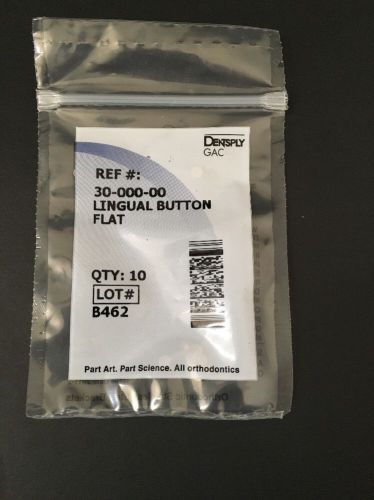 DENTSPLY
GAC
REF #:
30-000-00
LINGUAL BUTTON
FLAT
QTY: 10
LOT#
B462
Part Art. Part Science. All orthodontics